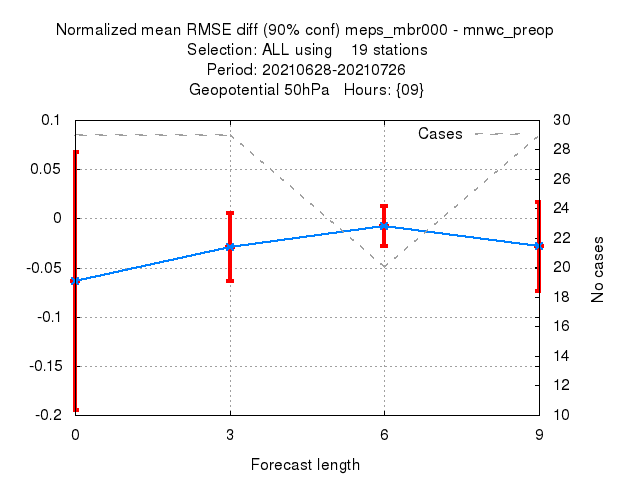 Normalized mean RMSE diff (90% conf) meps_mbr000 - mnwc_preop
Selection: ALL using    19 stations
Period: 20210628-20210726
Geopotential 50hPa   Hours: {09}
Cases
0.1
0.05
0
-0.05
-0.1
-0.15
-0.2
30
28
26
24
22
20
18
16
14
12
10
No cases
0 3 6 9
Forecast length